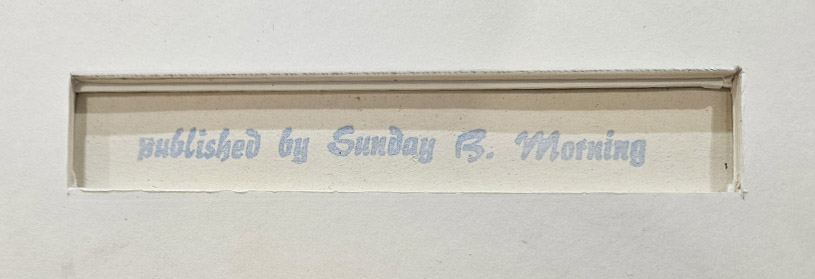 published by Sunday B. Morning